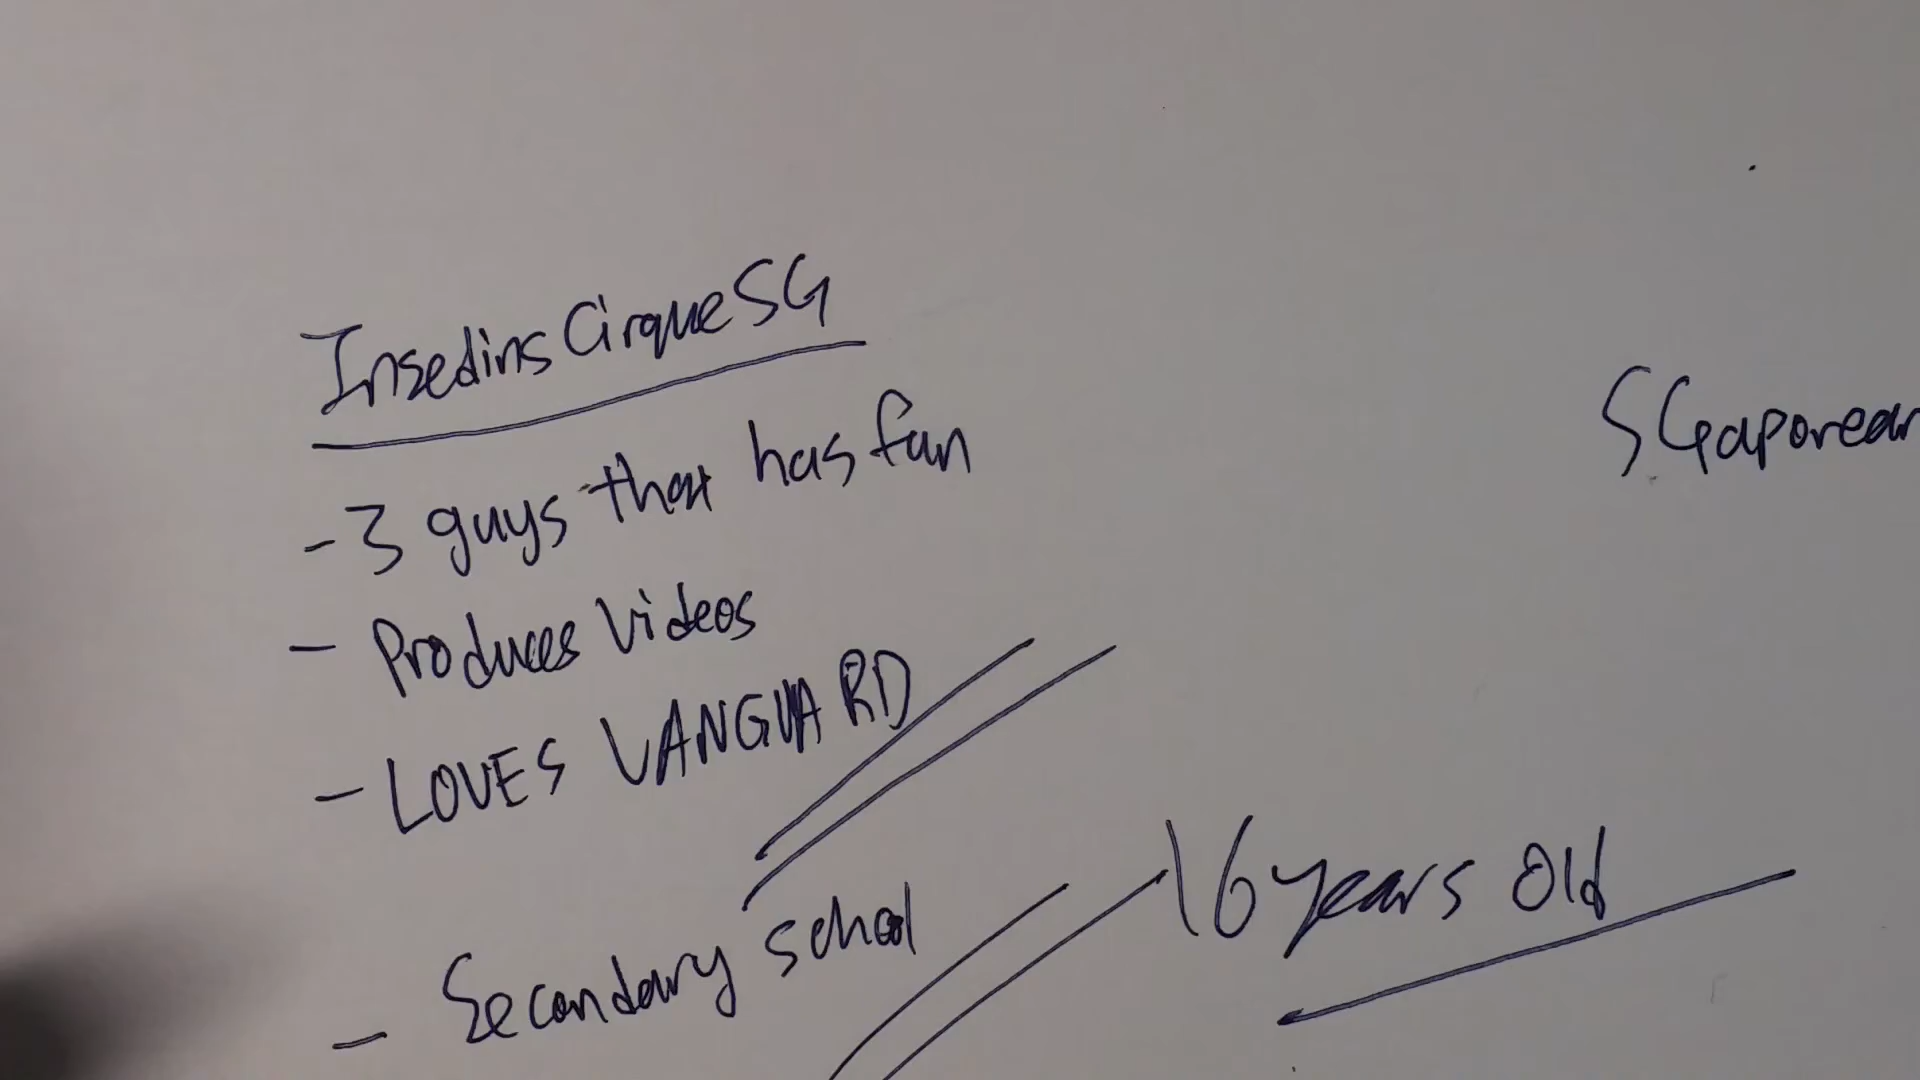 InsedinsCirqueSG
- 3 guys that has fun
- Produces Videos
- LOVES VANGUARD
- Secondary school
16 years Old
SGaporean